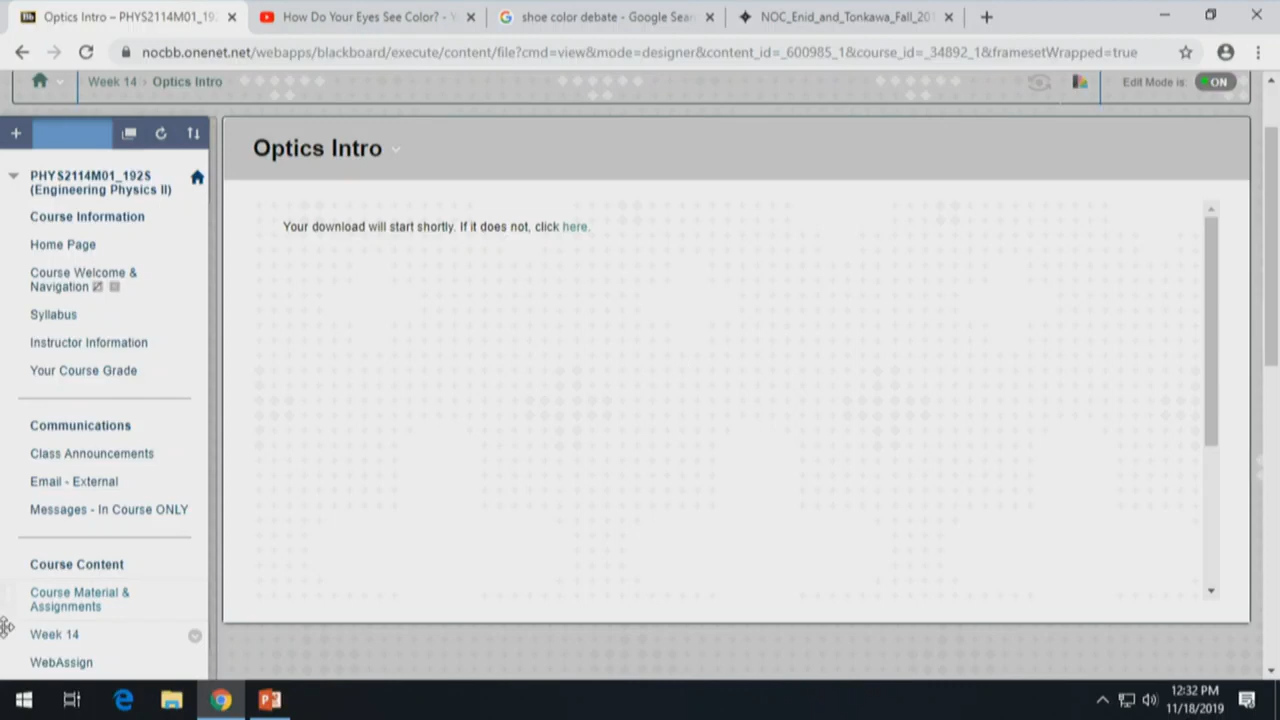 Optics Intro – PHYS2114M01_19
How Do Your Eyes See Color? - Y
shoe color debate - Google Sear
NOC_Enid_and_Tonkawa_Fall_201
nocbb.onenet.net/webapps/blackboard/execute/content/file?cmd=view&mode=designer&content_id=_600985_1&course_id=_34892_1&framesetWrapped=true
Week 14 › Optics Intro
Edit Mode is: ON
PHYS2114M01_192S
(Engineering Physics II)
Course Information
Home Page
Course Welcome &
Navigation
Syllabus
Instructor Information
Your Course Grade
Communications
Class Announcements
Email - External
Messages - In Course ONLY
Course Content
Course Material &
Assignments
Week 14
WebAssign
Optics Intro
Your download will start shortly. If it does not, click here.
12:32 PM
11/18/2019